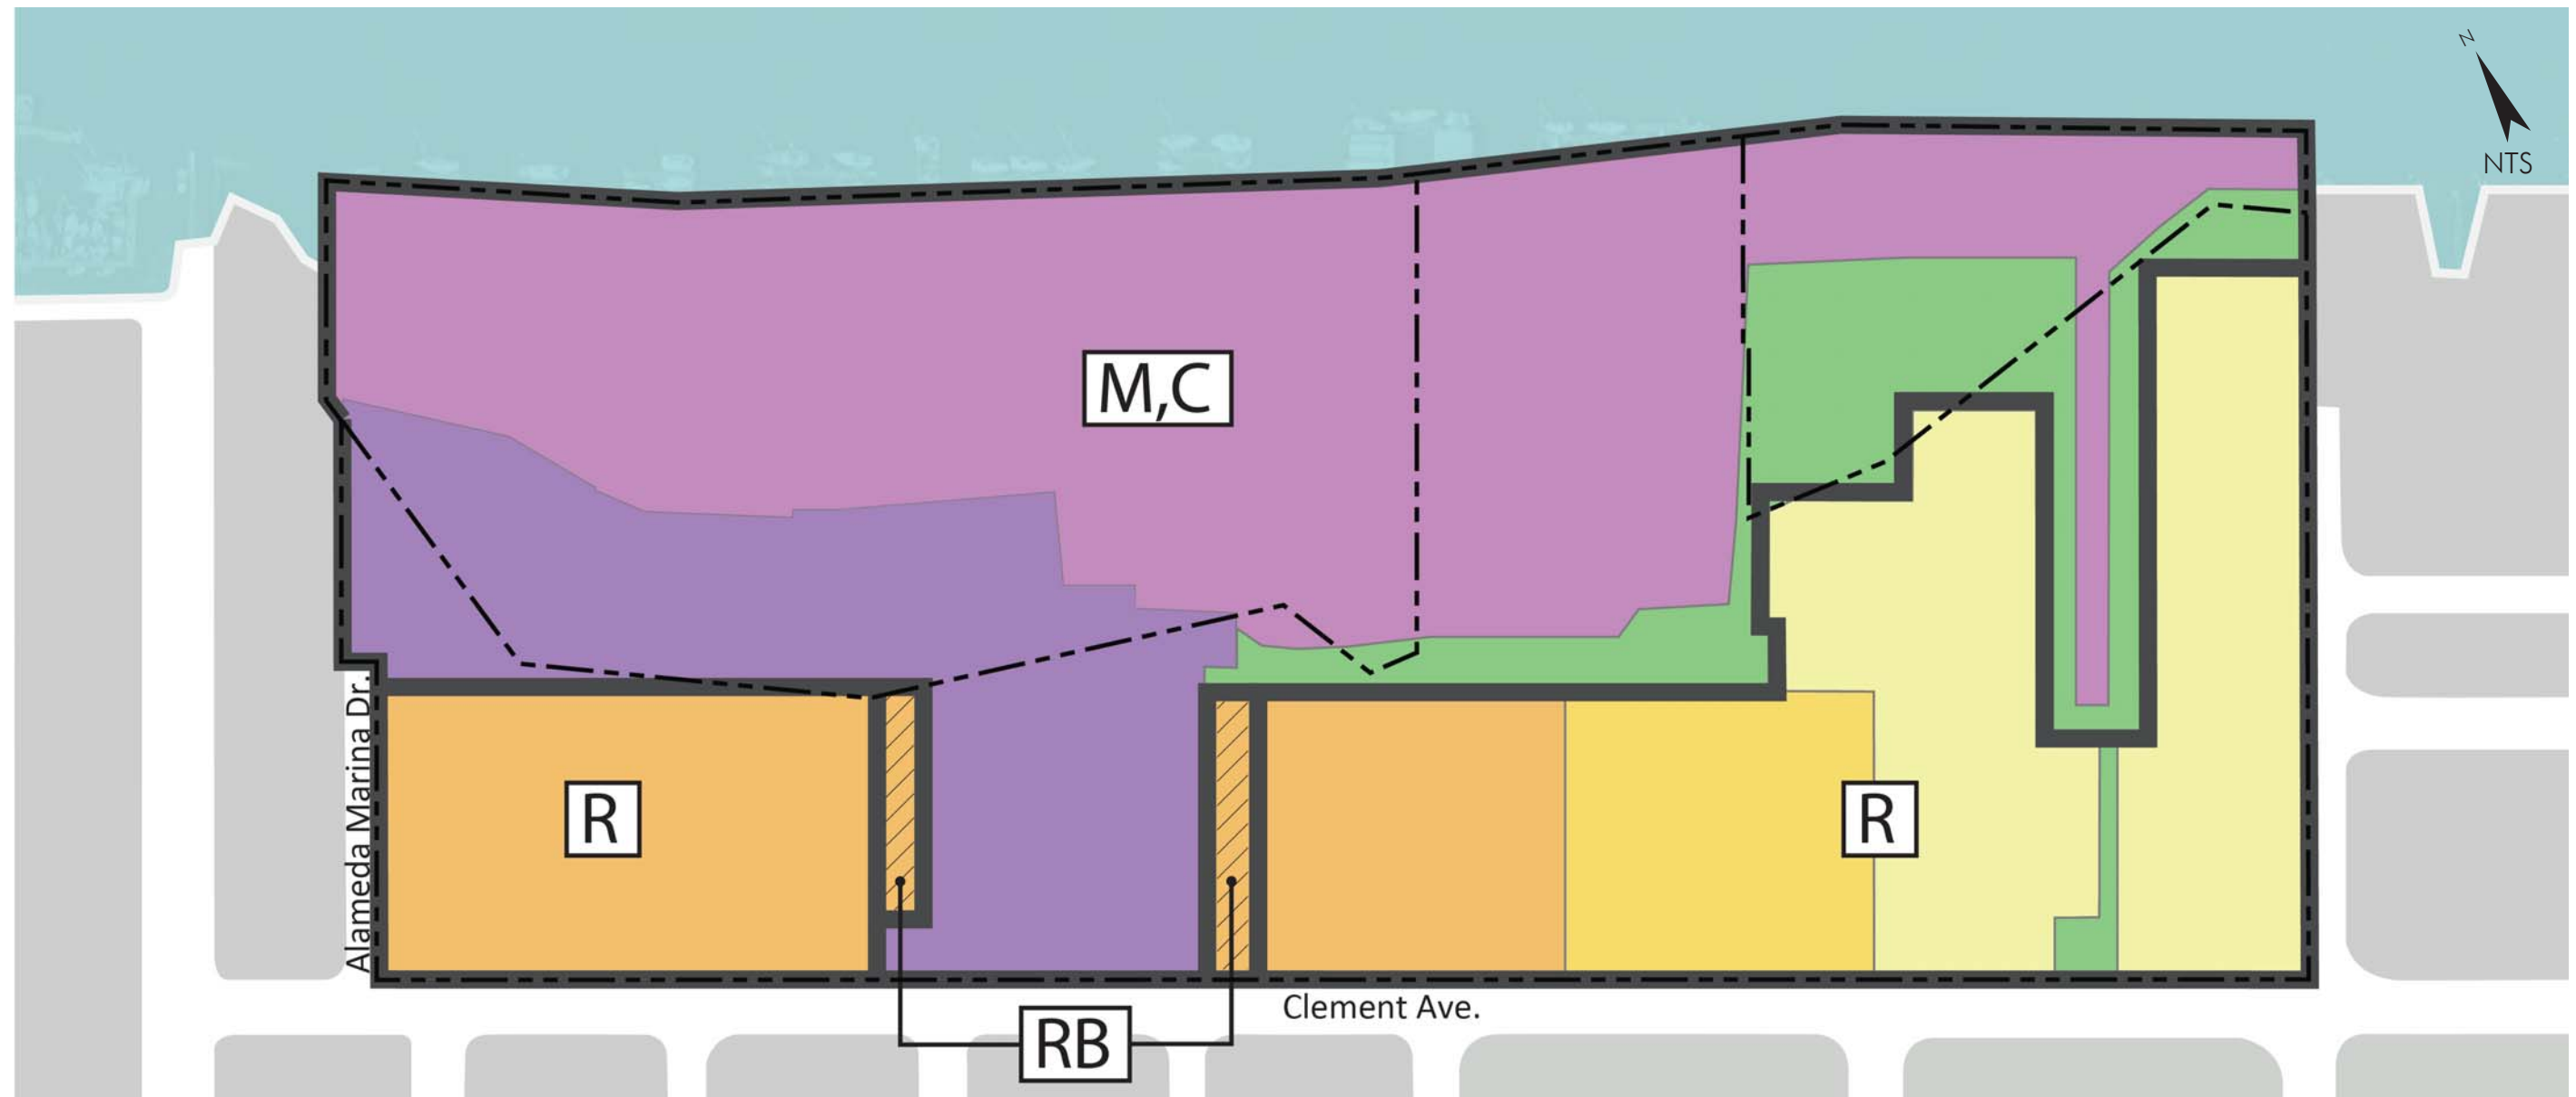 N
NTS
M,C
Alameda Marina Dr.
R
R
Clement Ave.
RB